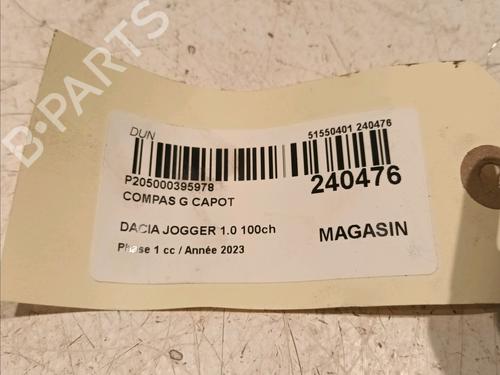 B-PARTS
DUN
51550401 240476
P205000395978
240476
COMPAS G CAPOT
DACIA JOGGER 1.0 100ch
MAGASIN
Phase 1 cc / Année 2023